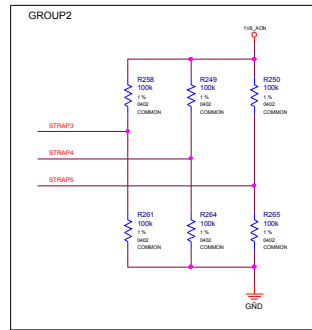 GROUP2
1V8_AON
R258
100k
1 %
0402
COMMON
R249
100k
1 %
0402
COMMON
R250
100k
1 %
0402
COMMON
STRAP3
STRAP4
STRAP5
R261
100k
1 %
0402
COMMON
R264
100k
1 %
0402
COMMON
R265
100k
1 %
0402
COMMON
GND